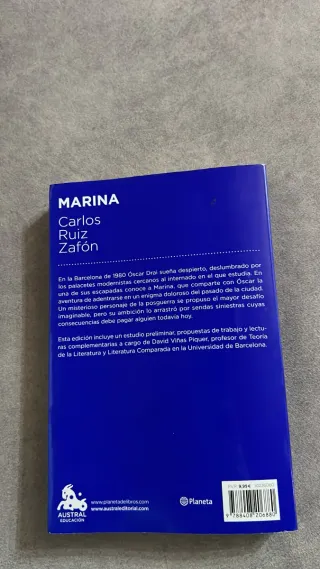 MARINA
Carlos
Ruiz
Zafón
En la Barcelona de 1980 Óscar Drai sueña despierto, deslumbrado por
los palacetes modernistas cercanos al internado en el que estudia. En
una de sus escapadas conoce a Marina, que comparte con Óscar la
aventura de adentrarse en un enigma doloroso del pasado de la ciudad.
Un misterioso personaje de la posguerra se propuso el mayor desafío
imaginable, pero su ambición lo arrastró por sendas siniestras cuyas
consecuencias debe pagar alguien todavía hoy.
Esta edición incluye un estudio preliminar, propuestas de trabajo y lectu-
ras complementarias a cargo de David Viñas Piquer, profesor de Teoría
de la Literatura y Literatura Comparada en la Universidad de Barcelona.
AUSTRAL
EDUCACIÓN
www.planetadelibros.com
www.australeditorial.com
Planeta
9 788408 206880